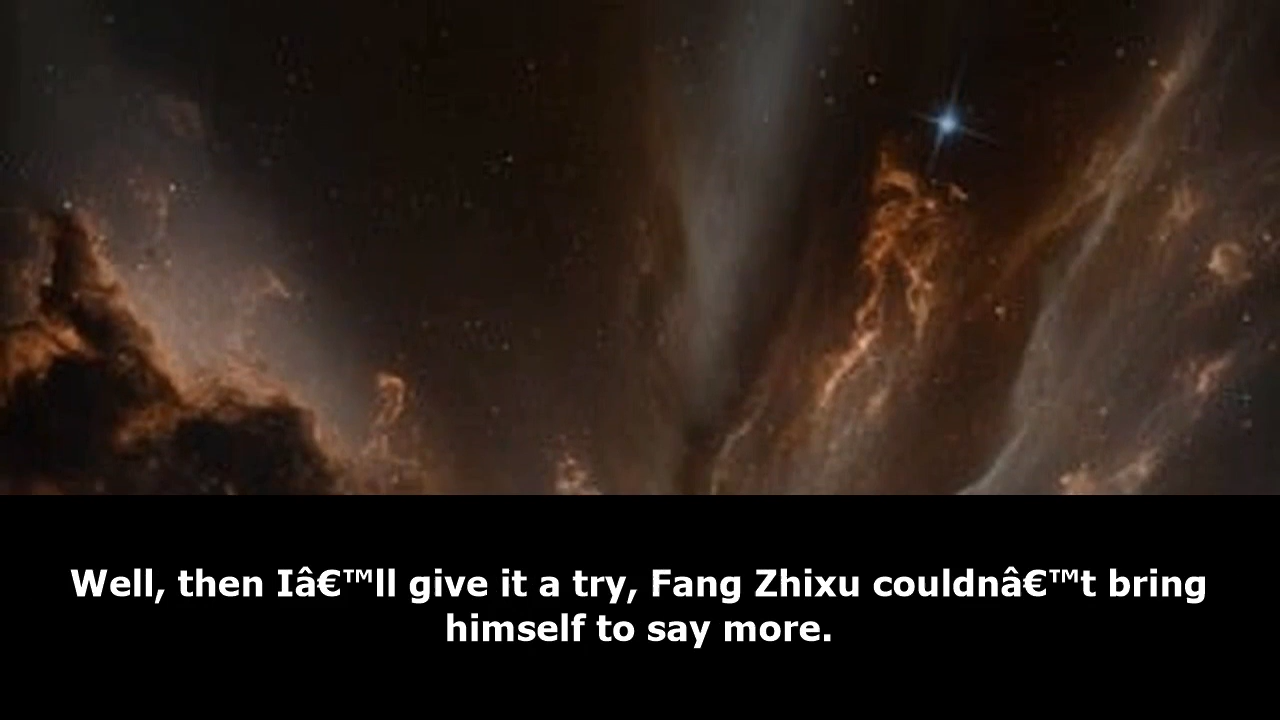 Well, then Iâ€™ll give it a try, Fang Zhixu couldnâ€™t bring
himself to say more.